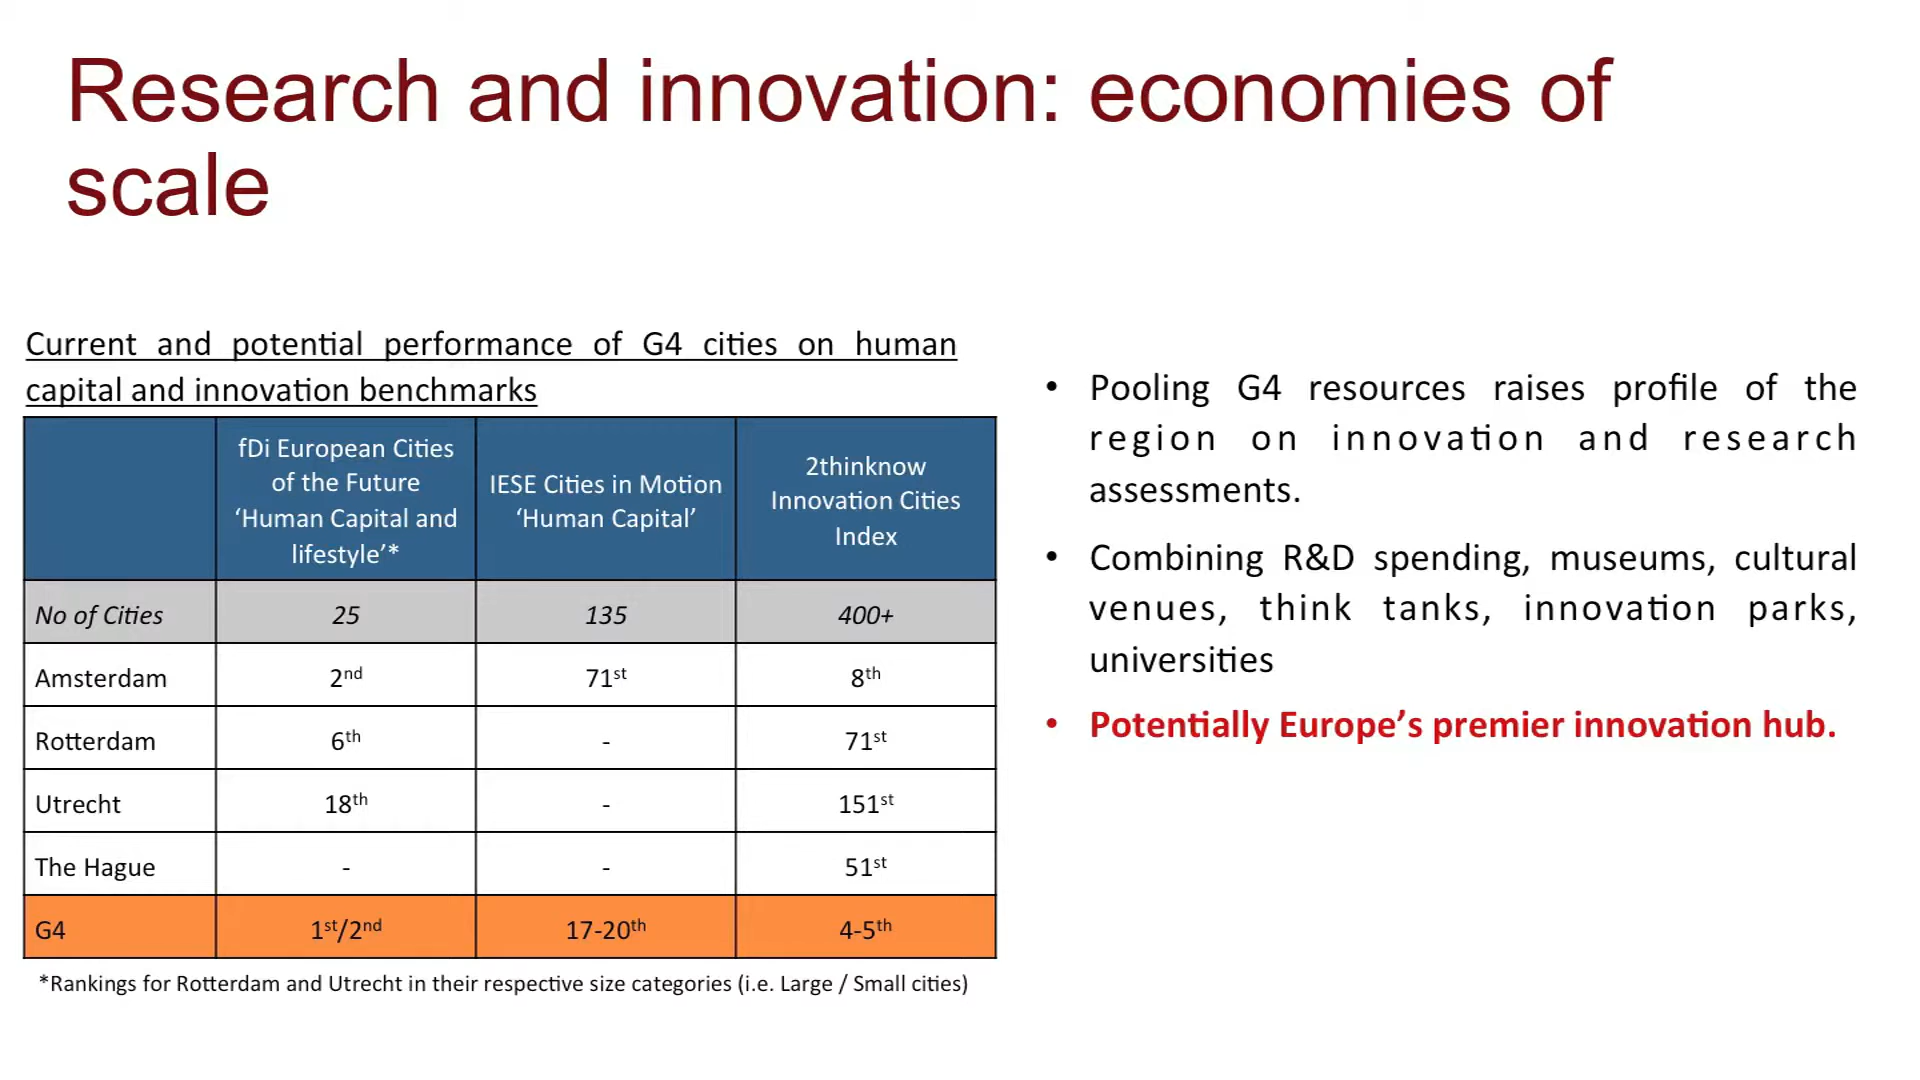 Research and innovation: economies of
scale
Current and potential performance of G4 cities on human
capital and innovation benchmarks
fDi European Cities
of the Future
‘Human Capital and
lifestyle’*
IESE Cities in Motion
‘Human Capital’
2thinknow
Innovation Cities
Index
No of Cities 25 135 400+
Amsterdam 2nd 71st 8th
Rotterdam 6th - 71st
Utrecht 18th - 151st
The Hague - - 51st
G4 1st/2nd 17-20th 4-5th
*Rankings for Rotterdam and Utrecht in their respective size categories (i.e. Large / Small cities)
• Pooling G4 resources raises profile of the
region on innovation and research
assessments.
• Combining R&D spending, museums, cultural
venues, think tanks, innovation parks,
universities
• Potentially Europe’s premier innovation hub.